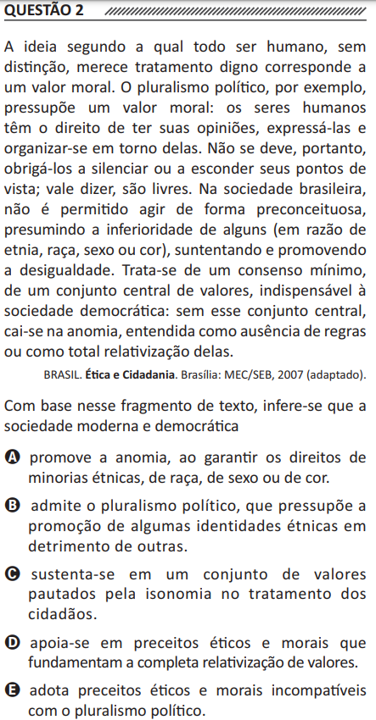 QUESTÃO 2
A ideia segundo a qual todo ser humano, sem
distinção, merece tratamento digno corresponde a
um valor moral. O pluralismo político, por exemplo,
pressupõe um valor moral: os seres humanos
têm o direito de ter suas opiniões, expressá-las e
organizar-se em torno delas. Não se deve, portanto,
obrigá-los a silenciar ou a esconder seus pontos de
vista; vale dizer, são livres. Na sociedade brasileira,
não é permitido agir de forma preconceituosa,
presumindo a inferioridade de alguns (em razão de
etnia, raça, sexo ou cor), suntentando e promovendo
a desigualdade. Trata-se de um consenso mínimo,
de um conjunto central de valores, indispensável à
sociedade democrática: sem esse conjunto central,
cai-se na anomia, entendida como ausência de regras
ou como total relativização delas.
BRASIL. Ética e Cidadania. Brasília: MEC/SEB, 2007 (adaptado).
Com base nesse fragmento de texto, infere-se que a
sociedade moderna e democrática
A promove a anomia, ao garantir os direitos de
minorias étnicas, de raça, de sexo ou de cor.
B admite o pluralismo político, que pressupõe a
promoção de algumas identidades étnicas em
detrimento de outras.
C sustenta-se em um conjunto de valores
pautados pela isonomia no tratamento dos
cidadãos.
D apoia-se em preceitos éticos e morais que
fundamentam a completa relativização de valores.
E adota preceitos éticos e morais incompatíveis
com o pluralismo político.